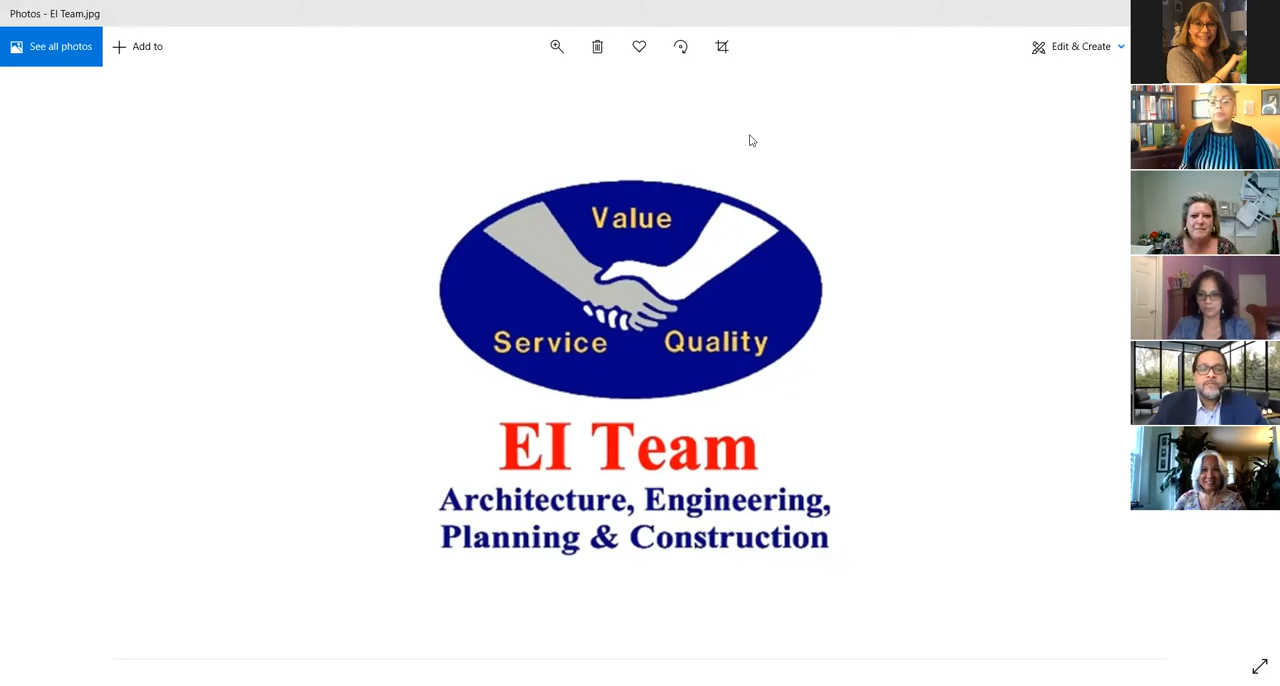 Photos - EI Team.jpg
See all photos
Add to
Edit & Create
Value
Service Quality
EI Team
Architecture, Engineering,
Planning & Construction